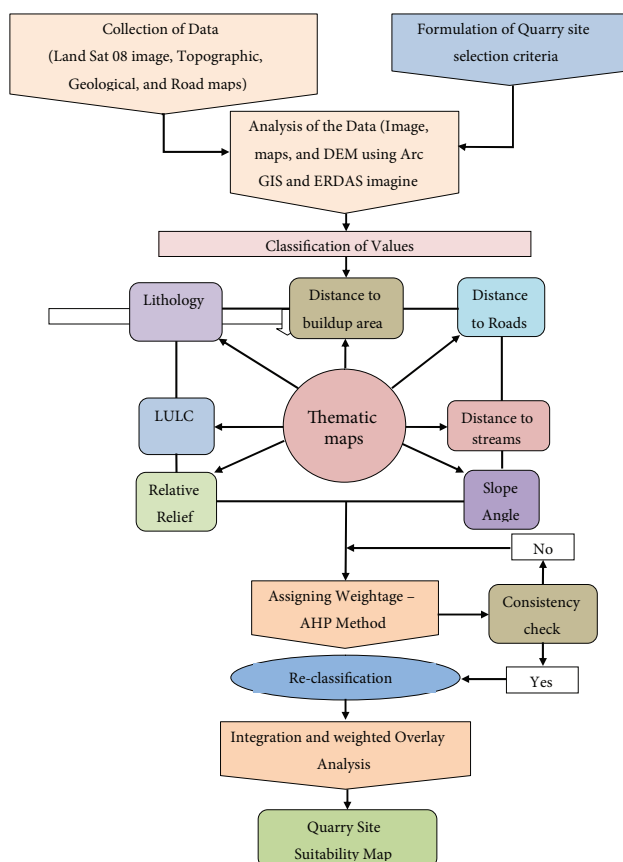 Collection of Data
(Land Sat 08 image, Topographic,
Geological, and Road maps)
Formulation of Quarry site
selection criteria
Analysis of the Data (Image,
maps, and DEM using Arc
GIS and ERDAS imagine
Classification of Values
Lithology
Distance to
buildup area
Distance
to Roads
LULC
Thematic
maps
Distance to
streams
Relative
Relief
Slope
Angle
No
Assigning Weightage –
AHP Method
Consistency
check
Re-classification
Yes
Integration and weighted Overlay
Analysis
Quarry Site
Suitability Map